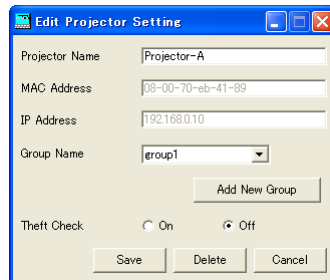 Edit Projector Setting
Projector Name Projector-A
MAC Address 08-00-70-eb-41-89
IP Address 192.168.0.10
Group Name group1
Add New Group
Theft Check On Off
Save Delete Cancel